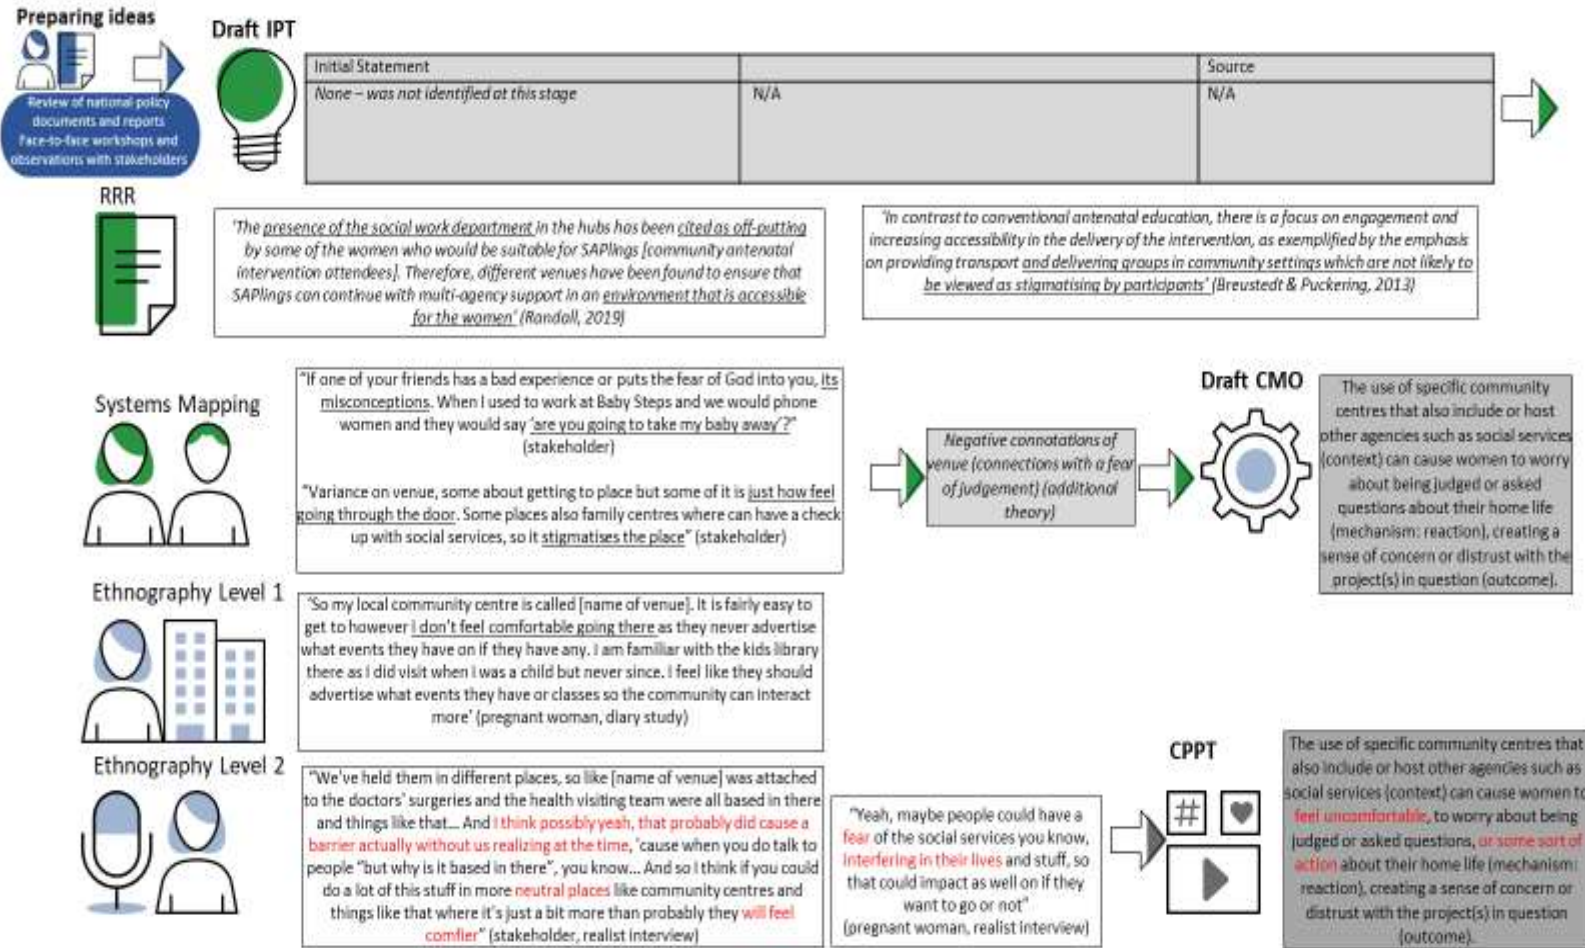 Preparing ideas
Review of national policy
documents and reports
Face-to-face workshops and
observations with stakeholders
Draft IPT
Initial Statement
Source
None – was not identified at this stage
N/A
N/A
RRR
'The presence of the social work department in the hubs has been cited as off-putting
by some of the women who would be suitable for SAPlings [community antenatal
intervention attendees]. Therefore, different venues have been found to ensure that
SAPlings can continue with multi-agency support in an environment that is accessible
for the women' (Randall, 2019)
'In contrast to conventional antenatal education, there is a focus on engagement and
increasing accessibility in the delivery of the intervention, as exemplified by the emphasis
on providing transport and delivering groups in community settings which are not likely to
be viewed as stigmatising by participants' (Breustedt & Puckering, 2013)
Systems Mapping
"If one of your friends has a bad experience or puts the fear of God into you, its
misconceptions. When I used to work at Baby Steps and we would phone
women and they would say 'are you going to take my baby away'?"
(stakeholder)
"Variance on venue, some about getting to place but some of it is just how feel
going through the door. Some places also family centres where can have a check
up with social services, so it stigmatises the place" (stakeholder)
Negative connotations of
venue (connections with a fear
of judgement) (additional
theory)
Draft CMO
The use of specific community
centres that also include or host
other agencies such as social services
(context) can cause women to worry
about being judged or asked
questions about their home life
(mechanism: reaction), creating a
sense of concern or distrust with the
project(s) in question (outcome).
Ethnography Level 1
'So my local community centre is called [name of venue]. It is fairly easy to
get to however I don't feel comfortable going there as they never advertise
what events they have on if they have any. I am familiar with the kids library
there as I did visit when I was a child but never since. I feel like they should
advertise what events they have or classes so the community can interact
more' (pregnant woman, diary study)
Ethnography Level 2
"We've held them in different places, so like [name of venue] was attached
to the doctors' surgeries and the health visiting team were all based in there
and things like that... And I think possibly yeah, that probably did cause a
barrier actually without us realizing at the time, 'cause when you do talk to
people "but why is it based in there", you know... And so I think if you could
do a lot of this stuff in more neutral places like community centres and
things like that where it's just a bit more than probably they will feel
comfier" (stakeholder, realist interview)
"Yeah, maybe people could have a
fear of the social services you know,
interfering in their lives and stuff, so
that could impact as well on if they
want to go or not"
(pregnant woman, realist interview)
CPPT
#
The use of specific community centres that
also include or host other agencies such as
social services (context) can cause women to
feel uncomfortable, to worry about being
judged or asked questions, or some sort of
action about their home life (mechanism:
reaction), creating a sense of concern or
distrust with the project(s) in question
(outcome).